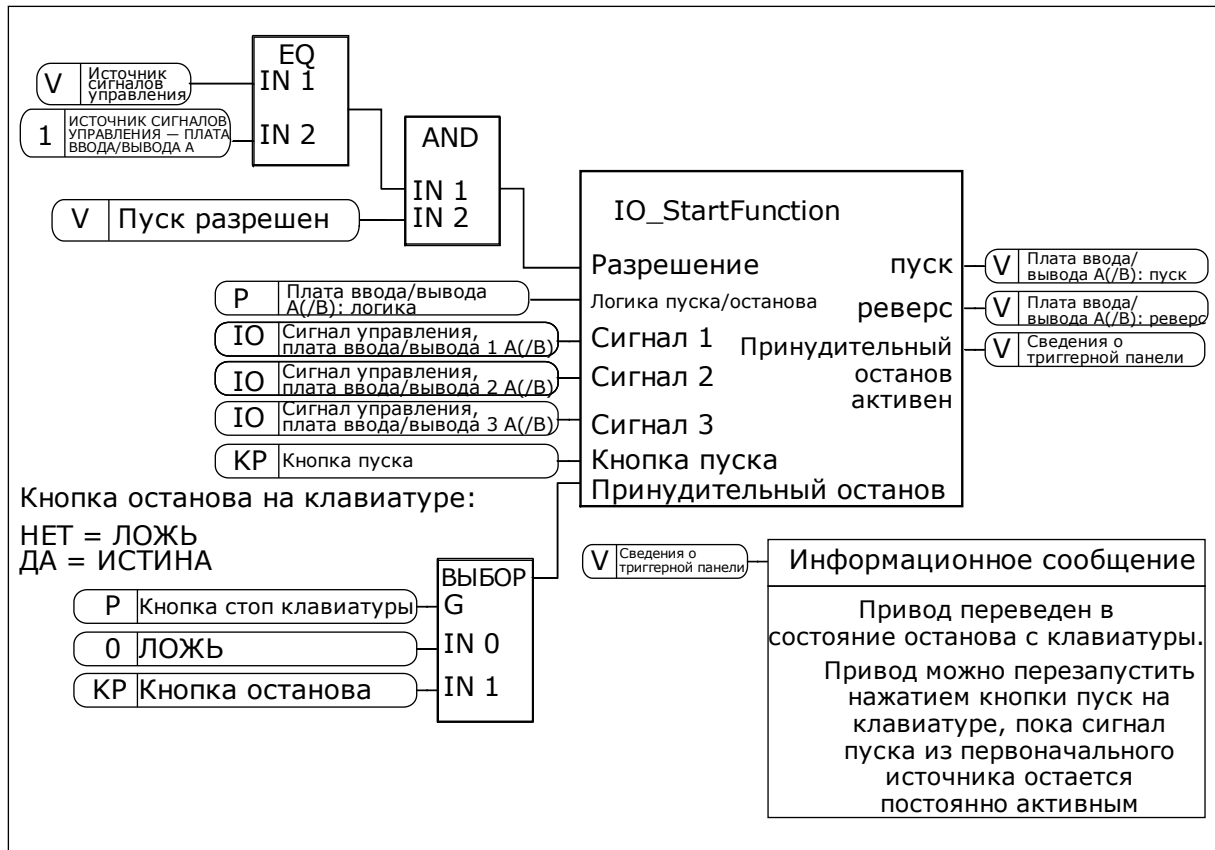 EQ
V
Источник
сигналов
управления
IN 1
1
ИСТОЧНИК СИГНАЛОВ
УПРАВЛЕНИЯ — ПЛАТА
ВВОДА/ВЫВОДА A
IN 2
AND
IN 1
IN 2
V
Пуск разрешен
IO_StartFunction
Разрешение
Логика пуска/останова
Сигнал 1
Сигнал 2
Сигнал 3
Кнопка пуска
Принудительный останов
пуск
реверс
Принудительный
останов
активен
P
Плата ввода/вывода
A(/B): логика
IO
Сигнал управления,
плата ввода/вывода 1 A(/B)
IO
Сигнал управления,
плата ввода/вывода 2 A(/B)
IO
Сигнал управления,
плата ввода/вывода 3 A(/B)
KP
Кнопка пуска
V
Плата ввода/
вывода A(/B): пуск
V
Плата ввода/
вывода A(/B): реверс
V
Сведения о
триггерной панели
Кнопка останова на клавиатуре:
НЕТ = ЛОЖЬ
ДА = ИСТИНА
ВЫБОР
G
IN 0
IN 1
P
Кнопка стоп клавиатуры
0
ЛОЖЬ
KP
Кнопка останова
V
Сведения о
триггерной панели
Информационное сообщение
Привод переведен в
состояние останова с клавиатуры.
Привод можно перезапустить
нажатием кнопки пуск на
клавиатуре, пока сигнал
пуска из первоначального
источника остается
постоянно активным